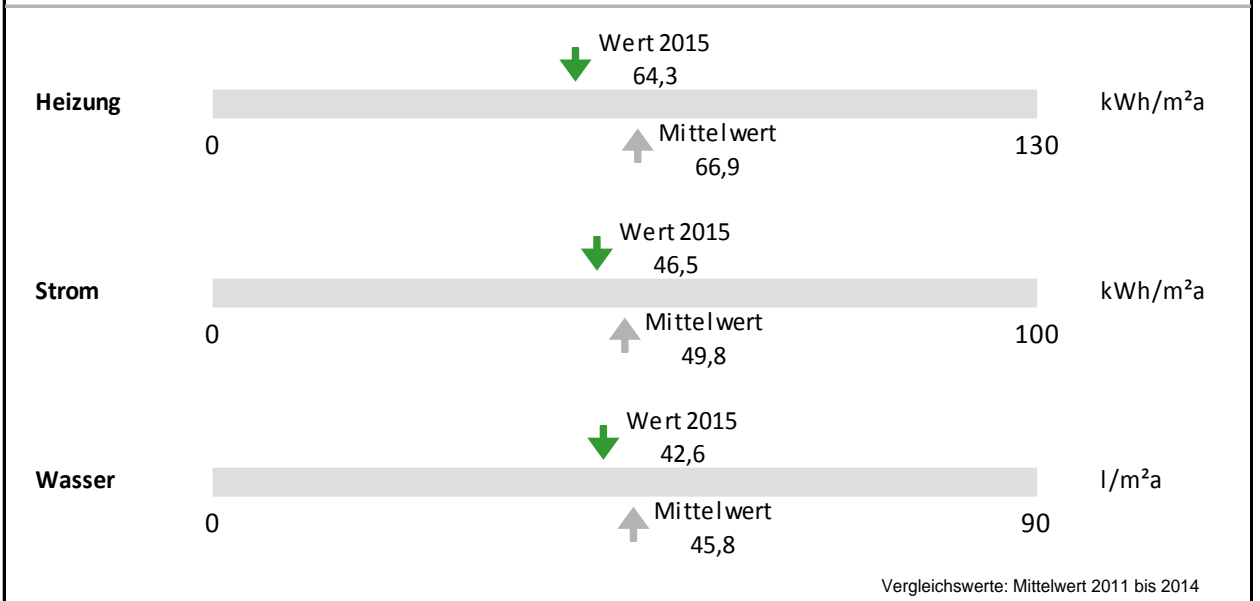 Wert 2015
64,3
Heizung
kWh/m²a
0
130
Mittelwert
66,9
Wert 2015
46,5
Strom
kWh/m²a
0
100
Mittelwert
49,8
Wert 2015
42,6
Wasser
l/m²a
0
90
Mittelwert
45,8
Vergleichswerte: Mittelwert 2011 bis 2014